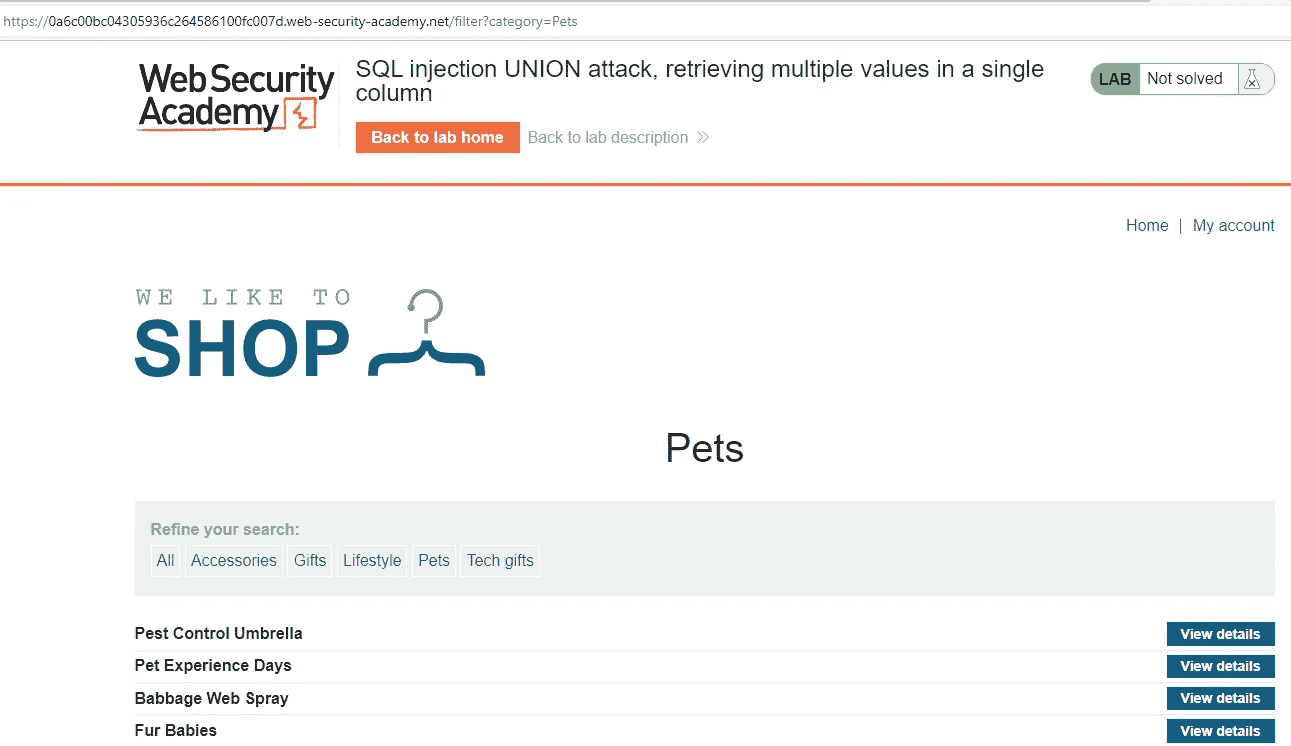 https://0a6c00bc04305936c264586100fc007d.web-security-academy.net/filter?category=Pets
Web Security
Academy
SQL injection UNION attack, retrieving multiple values in a single
column
LAB Not solved
Back to lab home Back to lab description >>
Home | My account
WE LIKE TO
SHOP
Pets
Refine your search:
All Accessories Gifts Lifestyle Pets Tech gifts
Pest Control Umbrella View details
Pet Experience Days View details
Babbage Web Spray View details
Fur Babies View details